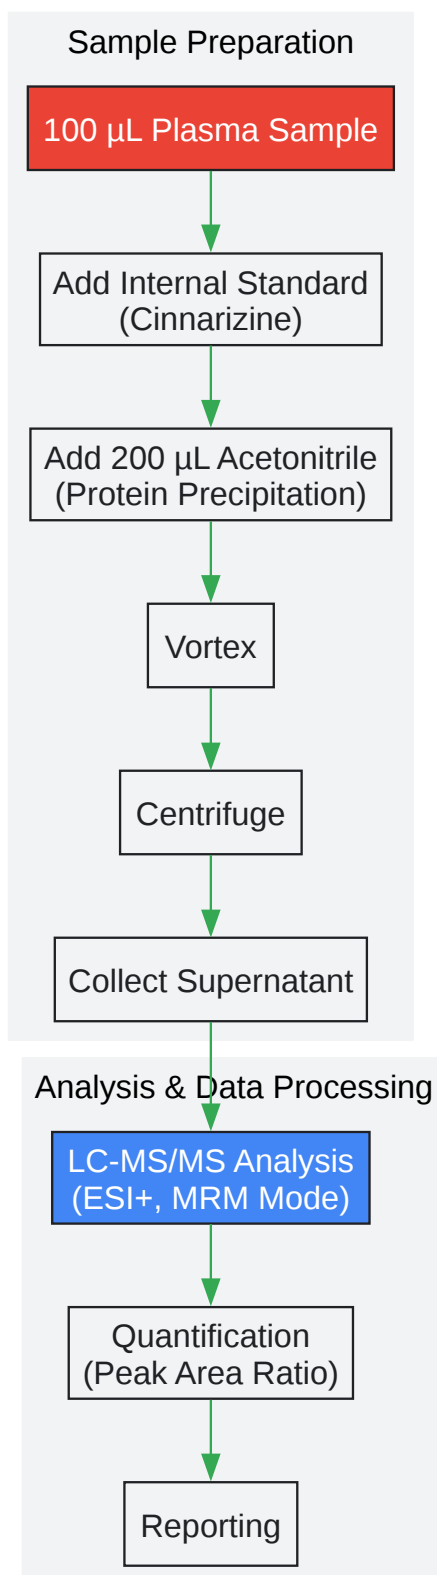 Sample Preparation
100 µL Plasma Sample
Add Internal Standard
(Cinnarizine)
Add 200 µL Acetonitrile
(Protein Precipitation)
Vortex
Centrifuge
Collect Supernatant
Analysis & Data Processing
LC-MS/MS Analysis
(ESI+, MRM Mode)
Quantification
(Peak Area Ratio)
Reporting